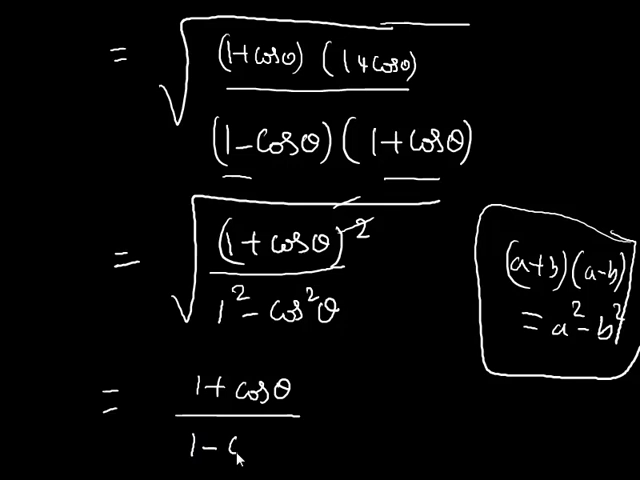 = √((1+cosθ) (1+cosθ)
(1-cosθ) (1+cosθ))
= √((1+cosθ)²
1² - cos²θ)
(a+b)(a-b)
= a² - b²
= 1+cosθ
1 - c